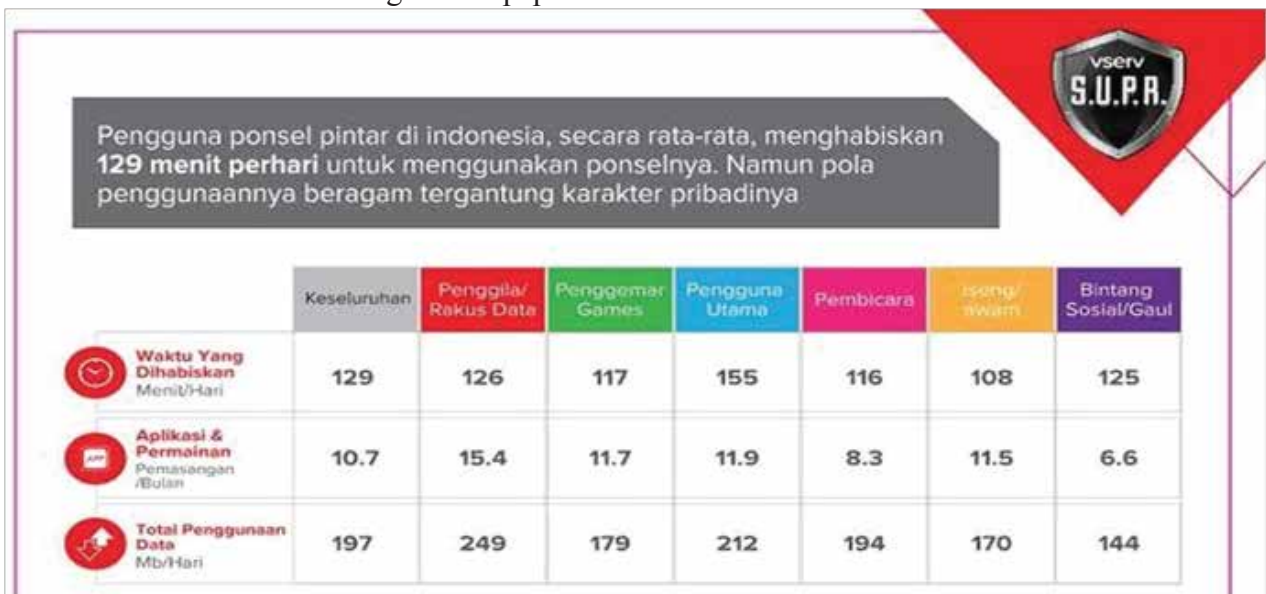 vserv
S.U.P.R.
Pengguna ponsel pintar di indonesia, secara rata-rata, menghabiskan
129 menit perhari untuk menggunakan ponselnya. Namun pola
penggunaannya beragam tergantung karakter pribadinya
Keseluruhan Penggila/ Rakus Data Penggemar Games Pengguna Utama Pembicara Iseng/ awam Bintang Sosial/Gaul
Waktu Yang
Dihabiskan
Menit/Hari
129 126 117 155 116 108 125
Aplikasi &
Permainan
Pemasangan
/Bulan
10.7 15.4 11.7 11.9 8.3 11.5 6.6
Total Penggunaan
Data
Mb/Hari
197 249 179 212 194 170 144